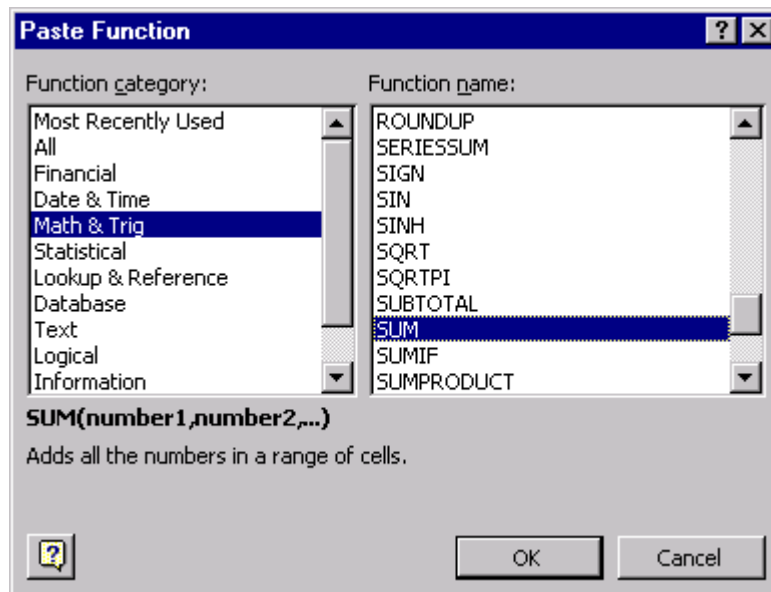 Paste Function
? X
Function category:
Most Recently Used
All
Financial
Date & Time
Math & Trig
Statistical
Lookup & Reference
Database
Text
Logical
Information
Function name:
ROUNDUP
SERIESSUM
SIGN
SIN
SINH
SQRT
SQRTPI
SUBTOTAL
SUM
SUMIF
SUMPRODUCT
SUM(number1,number2,...)
Adds all the numbers in a range of cells.
?
OK
Cancel